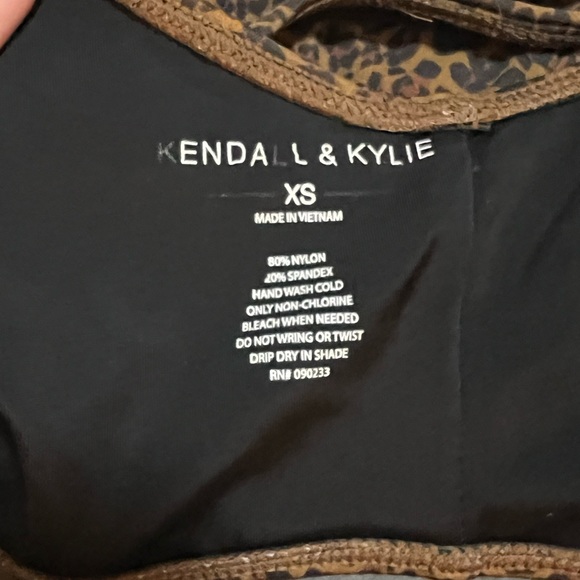 KENDALL & KYLIE
XS
MADE IN VIETNAM
80% NYLON
20% SPANDEX
HAND WASH COLD
ONLY NON-CHLORINE
BLEACH WHEN NEEDED
DO NOT WRING OR TWIST
DRIP DRY IN SHADE
RN# 090233